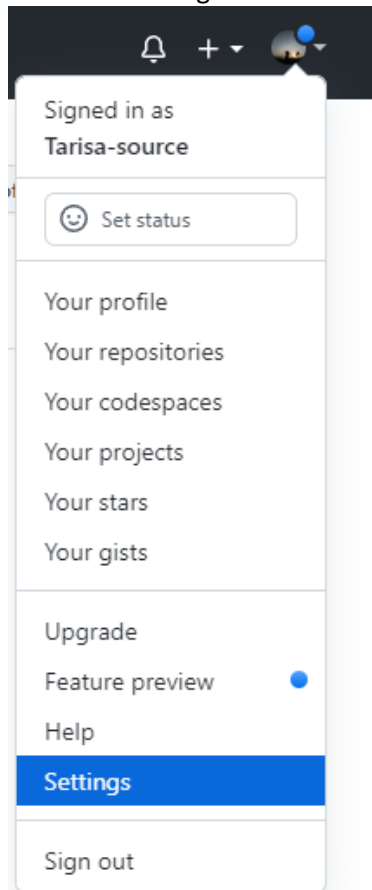 Signed in as
Tarisa-source
Set status
Your profile
Your repositories
Your codespaces
Your projects
Your stars
Your gists
Upgrade
Feature preview
Help
Settings
Sign out